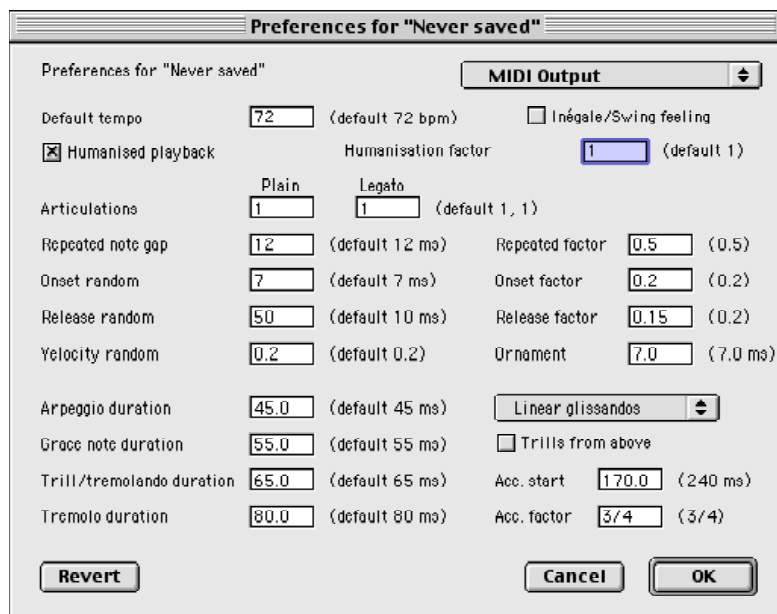 Preferences for "Never saved"
Preferences for "Never saved" MIDI Output
Default tempo 72 (default 72 bpm) Inégale/Swing feeling
Humanised playback Humanisation factor 1 (default 1)
Plain Legato
Articulations 1 1 (default 1, 1)
Repeated note gap 12 (default 12 ms) Repeated factor 0.5 (0.5)
Onset random 7 (default 7 ms) Onset factor 0.2 (0.2)
Release random 50 (default 10 ms) Release factor 0.15 (0.2)
Velocity random 0.2 (default 0.2) Ornament 7.0 (7.0 ms)
Arpeggio duration 45.0 (default 45 ms) Linear glissandos
Grace note duration 55.0 (default 55 ms) Trills from above
Trill/tremolando duration 65.0 (default 65 ms) Acc. start 170.0 (240 ms)
Tremolo duration 80.0 (default 80 ms) Acc. factor 3/4 (3/4)
Revert Cancel OK